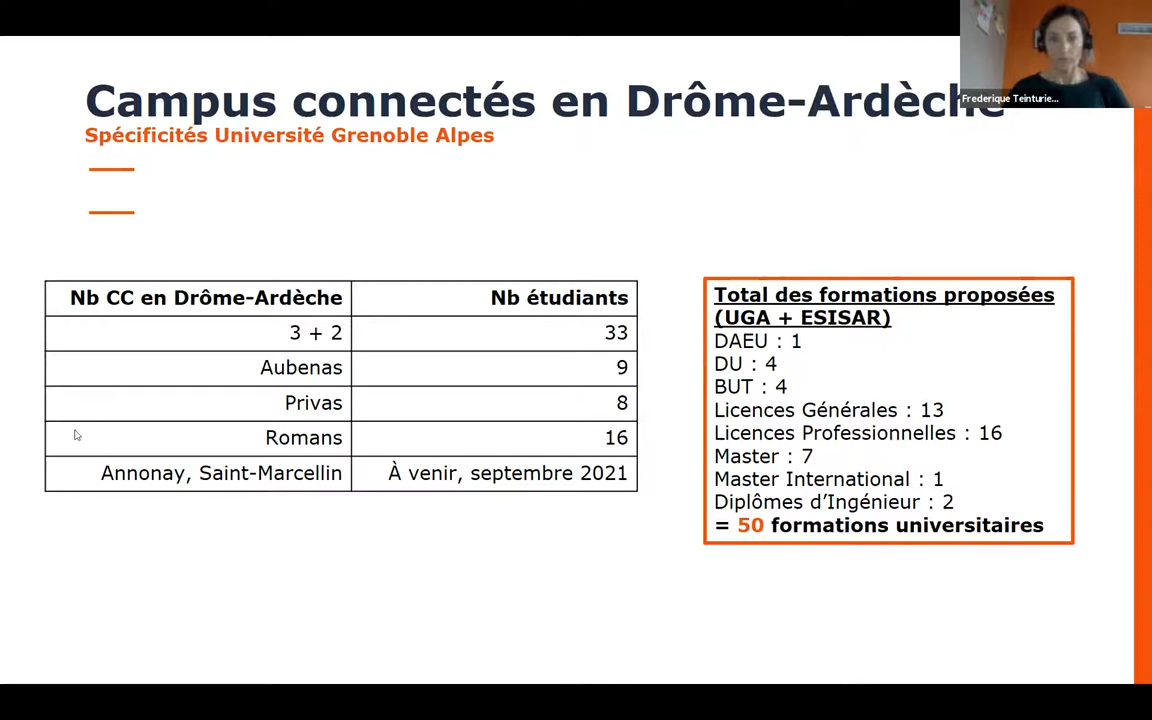 Campus connectés en Drôme-Ardèche
Spécificités Université Grenoble Alpes
Frederique Teinturie...
Nb CC en Drôme-Ardèche Nb étudiants
3 + 2 33
Aubenas 9
Privas 8
Romans 16
Annonay, Saint-Marcellin À venir, septembre 2021
Total des formations proposées
(UGA + ESISAR)
DAEU : 1
DU : 4
BUT : 4
Licences Générales : 13
Licences Professionnelles : 16
Master : 7
Master International : 1
Diplômes d’Ingénieur : 2
= 50 formations universitaires